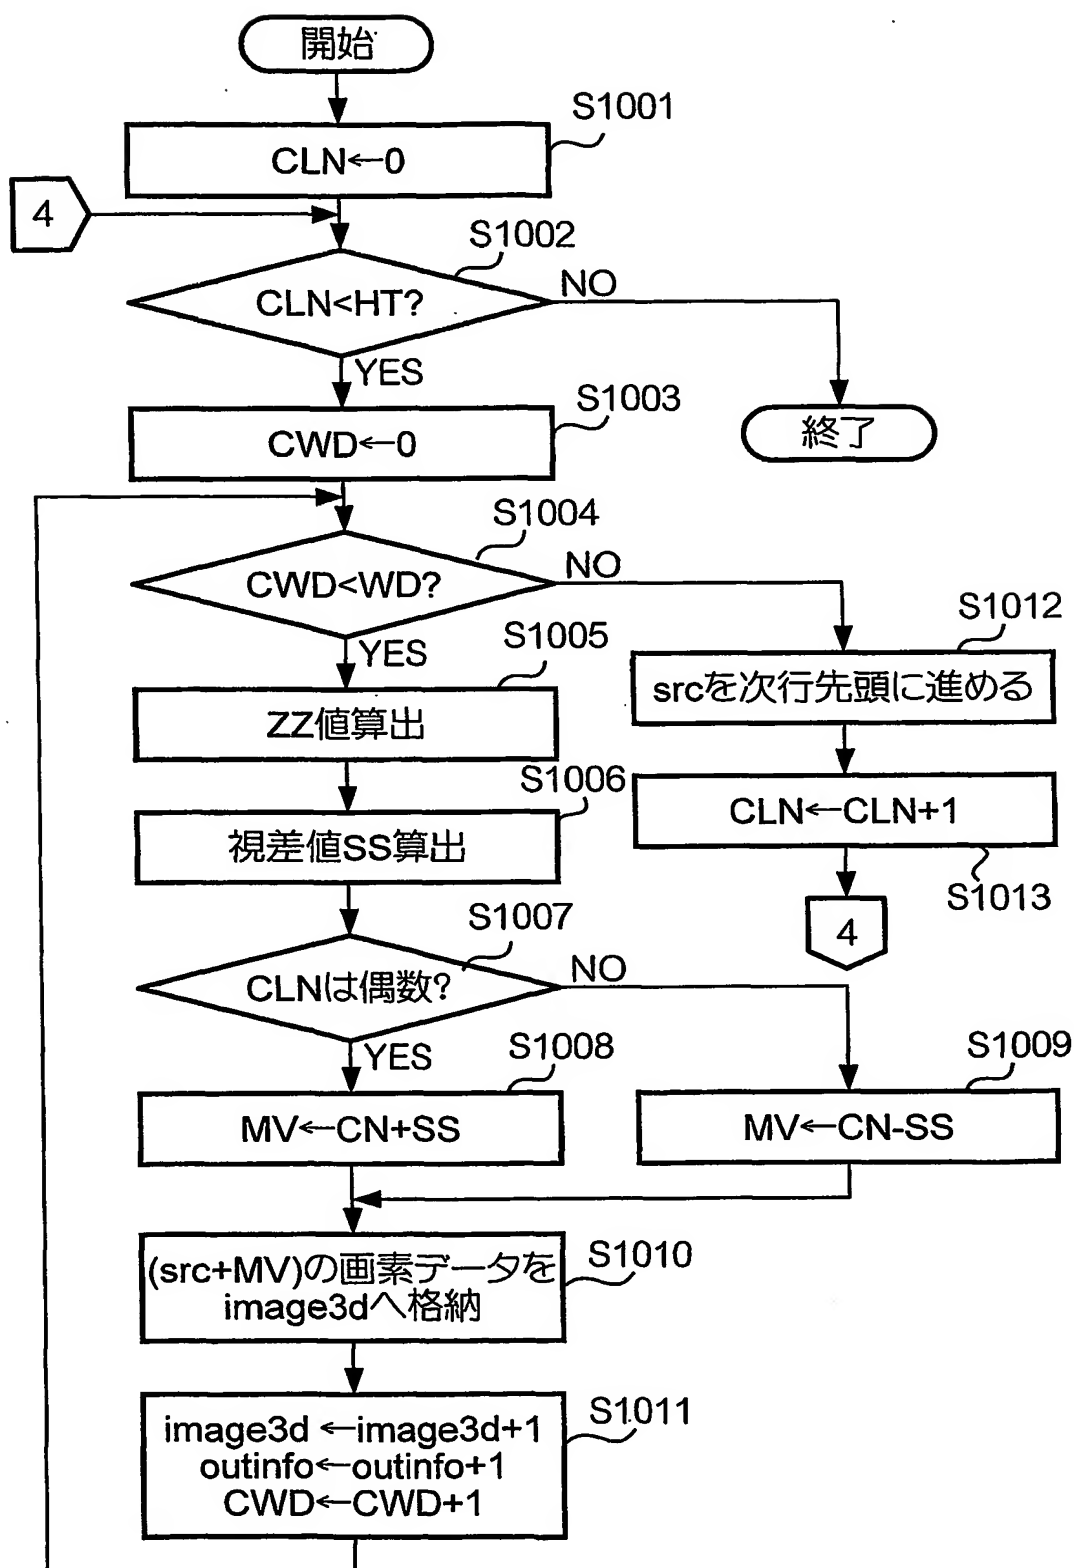 開始
S1001
CLN←0
4
S1002
CLN<HT?
NO
YES
S1003
CWD←0
終了
S1004
CWD<WD?
NO
YES
S1005
ZZ値算出
S1012
srcを次行先頭に進める
S1006
視差値SS算出
CLN←CLN+1
S1013
4
S1007
CLNは偶数?
NO
YES
S1008
MV←CN+SS
S1009
MV←CN-SS
(src+MV)の画素データを
image3dへ格納
S1010
image3d←image3d+1
outinfo←outinfo+1
CWD←CWD+1
S1011